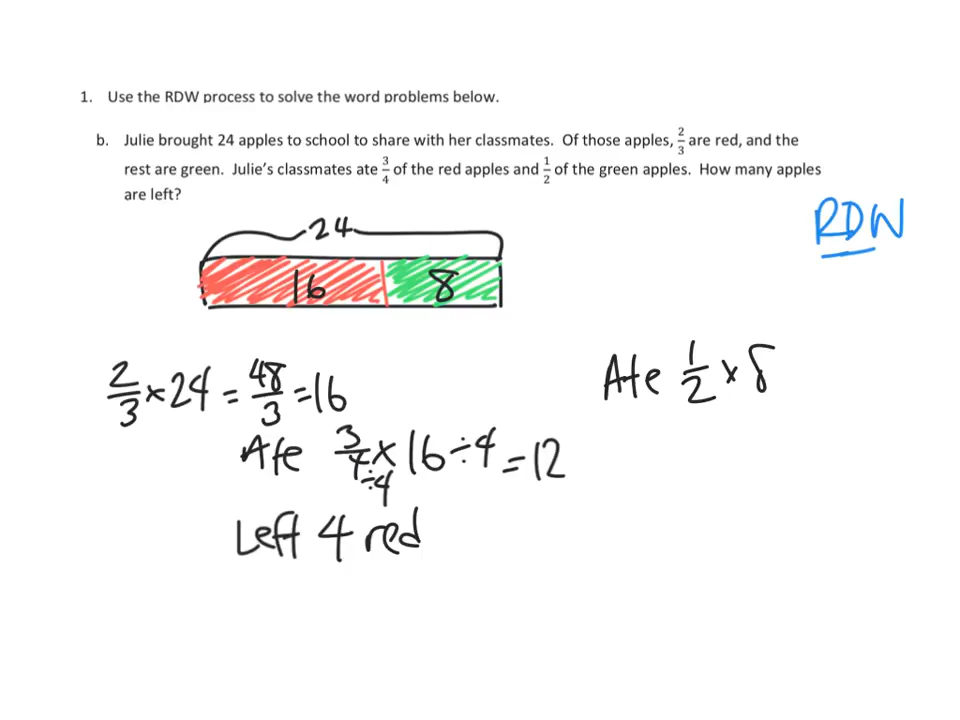 1. Use the RDW process to solve the word problems below.
b. Julie brought 24 apples to school to share with her classmates. Of those apples, 2/3 are red, and the
rest are green. Julie's classmates ate 3/4 of the red apples and 1/2 of the green apples. How many apples
are left?
RDW
24
16 8
2/3 × 24 = 48/3 = 16
Ate 1/2 × 8
Ate 3/4 × 16 ÷ 4 = 12
÷4
Left 4 red